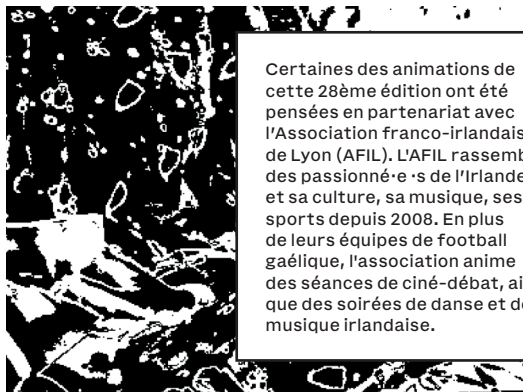 Certaines des animations de
cette 28ème édition ont été
pensées en partenariat avec
l’Association franco-irlandais
de Lyon (AFIL). L'AFIL rassemb
des passionné·e ·s de l’Irlande
et sa culture, sa musique, ses
sports depuis 2008. En plus
de leurs équipes de football
gaélique, l'association anime
des séances de ciné-débat, ai
que des soirées de danse et de
musique irlandaise.